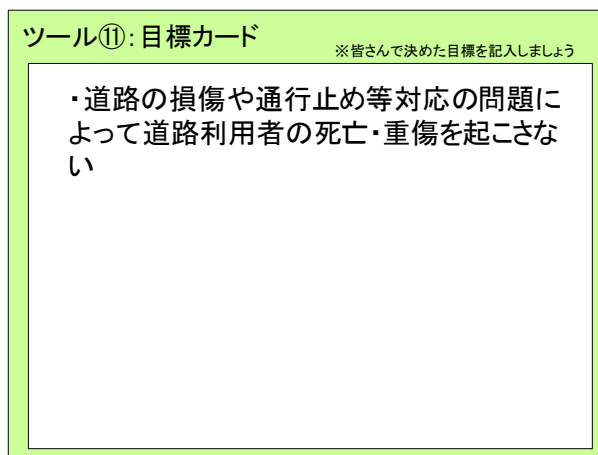 ツール⑪:目標カード
※皆さんで決めた目標を記入しましょう
・道路の損傷や通行止め等対応の問題に
よって道路利用者の死亡・重傷を起こさな
い